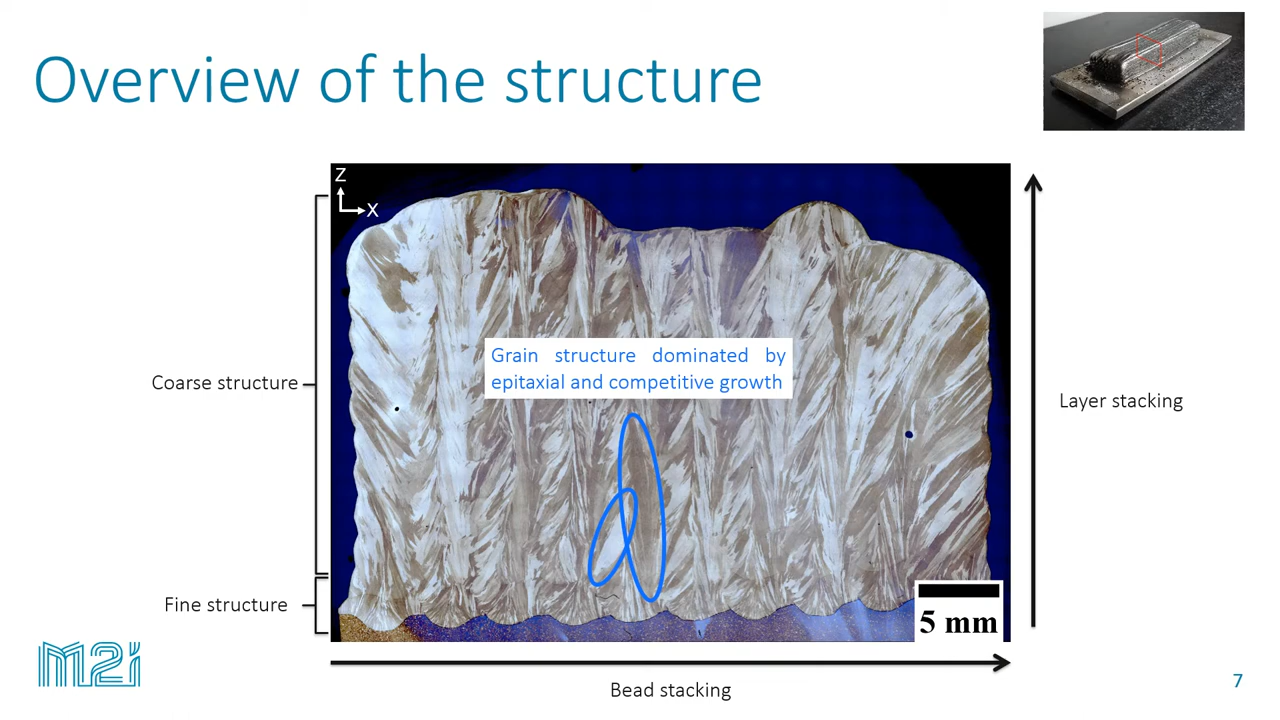 Overview of the structure
Z
X
Grain structure dominated by
epitaxial and competitive growth
Coarse structure
Layer stacking
Fine structure
5 mm
M2i
Bead stacking
7